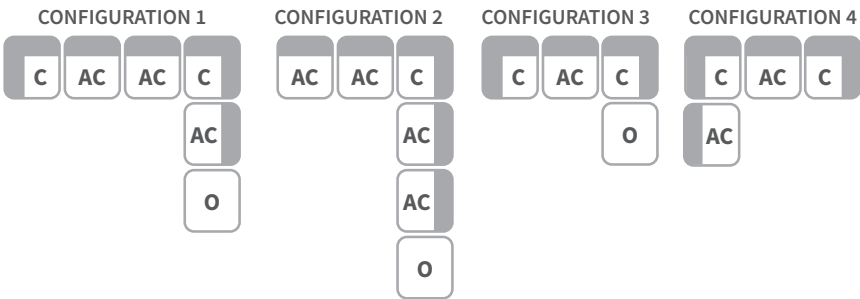 CONFIGURATION 1 CONFIGURATION 2 CONFIGURATION 3 CONFIGURATION 4
C AC AC C AC AC C C AC C C AC C
AC AC O AC
O AC
O